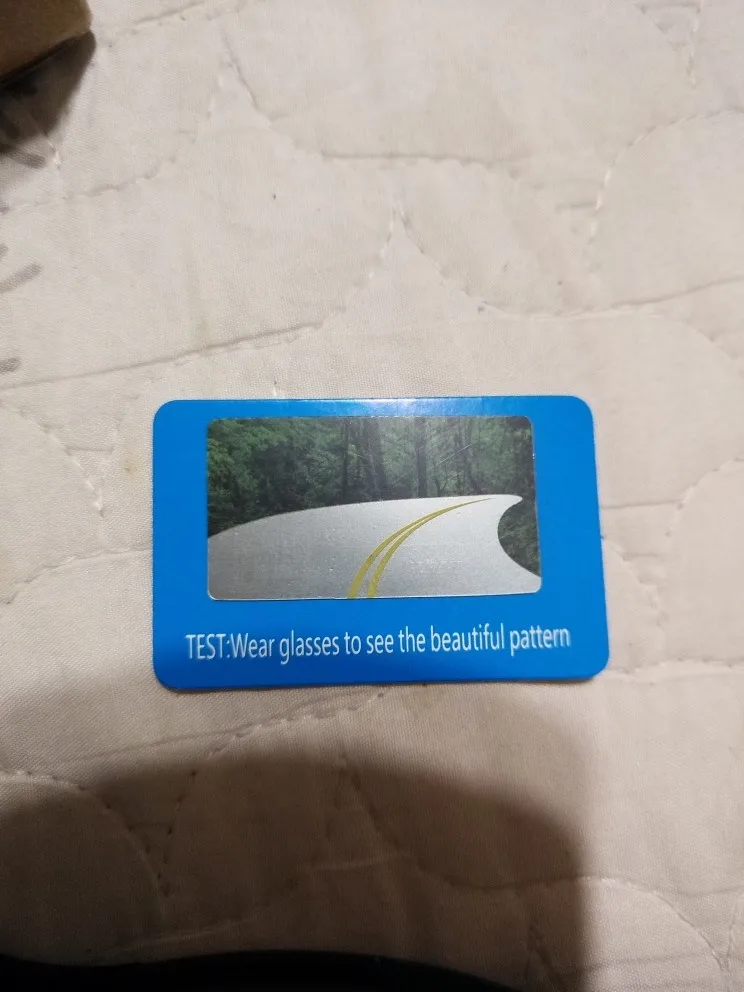 TEST:Wear glasses to see the beautiful pattern